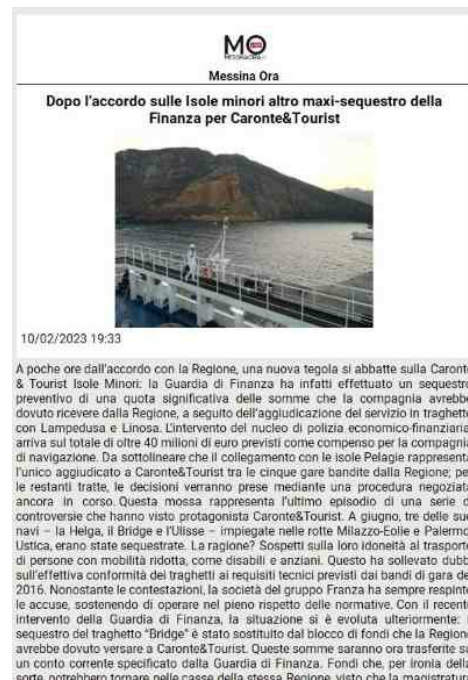 MO
Messina Ora
Dopo l'accordo sulle Isole minori altro maxi-sequestro della
Finanza per Caronte&Tourist
10/02/2023 19:33
A poche ore dall'accordo con la Regione, una nuova tegola si abbatte sulla Caronte
& Tourist Isole Minori: la Guardia di Finanza ha infatti effettuato un sequestro
preventivo di una quota significativa delle somme che la compagnia avrebbe
dovuto ricevere dalla Regione, a seguito dell'aggiudicazione del servizio in traghetto
con Lampedusa e Linosa. L'intervento del nucleo di polizia economico-finanziaria
arriva sul totale di oltre 40 milioni di euro previsti come compenso per la compagnia
di navigazione. Da sottolineare che il collegamento con le isole Pelagie rappresenta
l'unico aggiudicato a Caronte&Tourist tra le cinque gare bandite dalla Regione; per
le restanti tratte, le decisioni verranno prese mediante una procedura negoziata
ancora in corso. Questa mossa rappresenta l'ultimo episodio di una serie di
controversie che hanno visto protagonista Caronte&Tourist. A giugno, tre delle sue
navi – la Helga, il Bridge e l'Ulisse – impiegate nelle rotte Milazzo-Eolie e Palermo-
Ustica, erano state sequestrate. La ragione? Sospetti sulla loro idoneità al trasporto
di persone con mobilità ridotta, come disabili e anziani. Questo ha sollevato dubbi
sull'effettiva conformità dei traghetti ai requisiti tecnici previsti dai bandi di gara del
2016. Nonostante le contestazioni, la società del gruppo Franza ha sempre respinto
le accuse, sostenendo di operare nel pieno rispetto delle normative. Con il recente
intervento della Guardia di Finanza, la situazione si è evoluta ulteriormente: il
sequestro del traghetto "Bridge" è stato sostituito dal blocco di fondi che la Regione
avrebbe dovuto versare a Caronte&Tourist. Queste somme saranno ora trasferite su
un conto corrente specificato dalla Guardia di Finanza. Fondi che, per ironia della
sorte, potrebbero tornare nelle casse della stessa Regione, visto che la magistratura